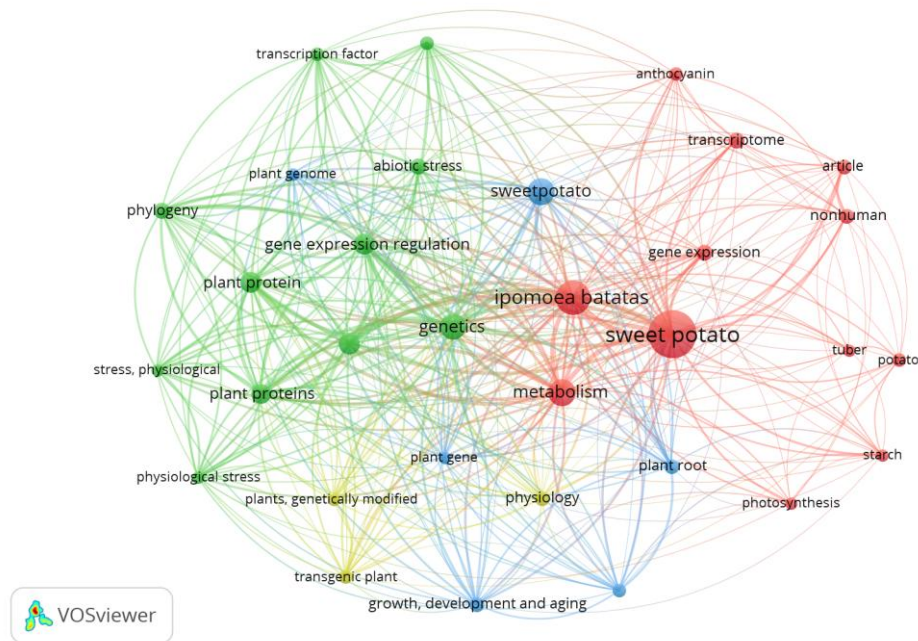 transcription factor
anthocyanin
transcriptome
article
abiotic stress
plant genome
sweetpotato
phylogeny
nonhuman
gene expression regulation
gene expression
plant protein
ipomoea batatas
genetics
sweet potato
tuber
potato
stress, physiological
plant proteins
metabolism
plant gene
starch
plant root
physiological stress
plants, genetically modified
physiology
photosynthesis
transgenic plant
growth, development and aging
VOSviewer